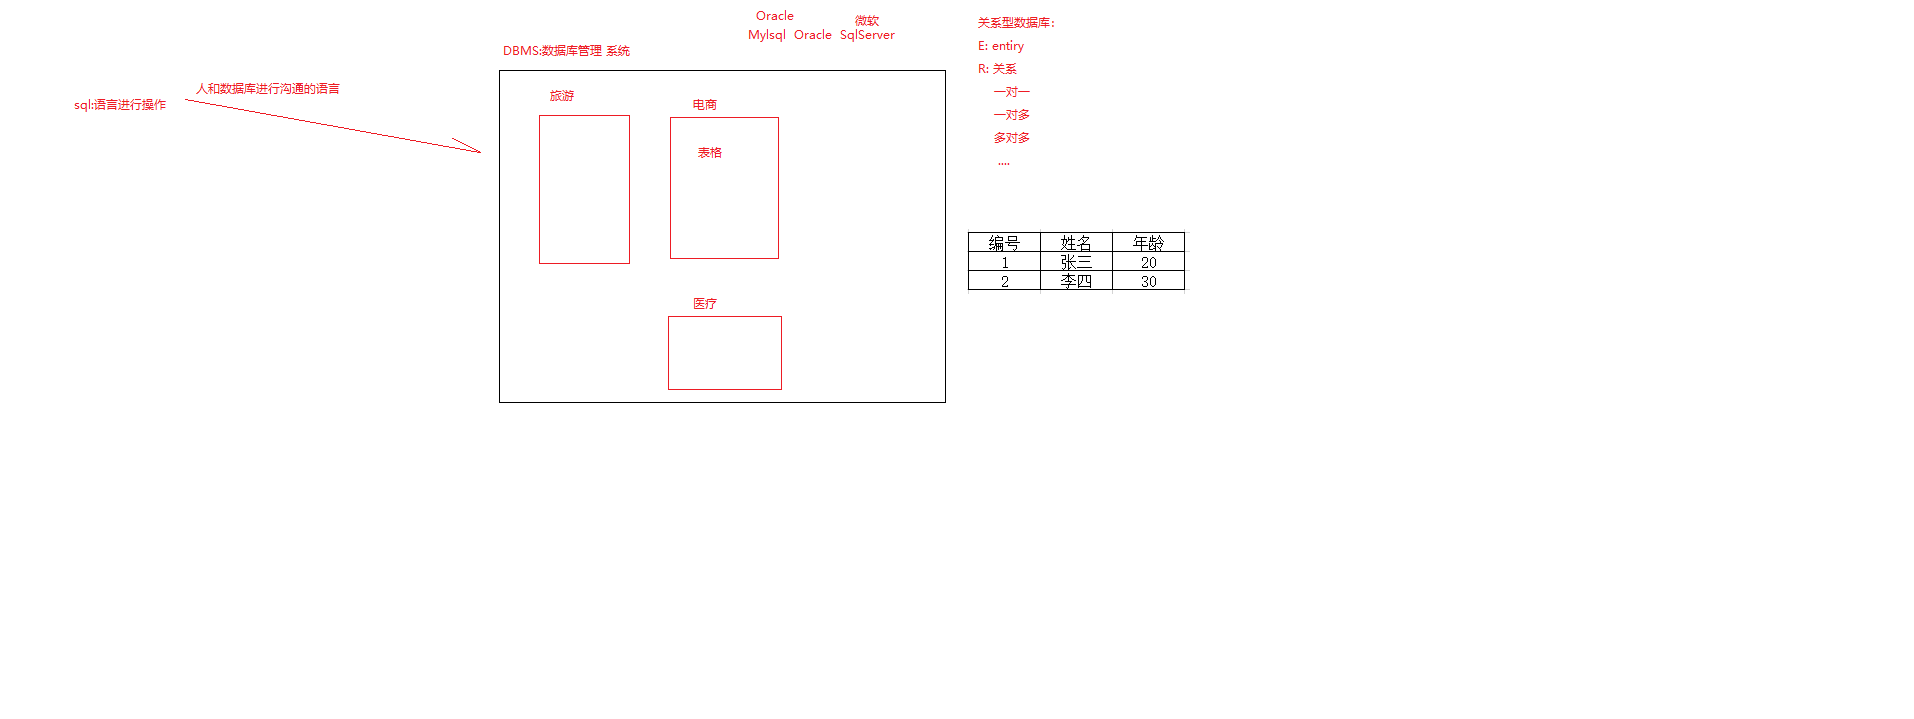 sql:语言进行操作
人和数据库进行沟通的语言
DBMS:数据库管理 系统
Oracle 微软
Mylsql Oracle SqlServer
旅游
电商
表格
医疗
关系型数据库：
E: entiry
R: 关系
一对一
一对多
多对多
....
编号 姓名 年龄
1 张三 20
2 李四 30